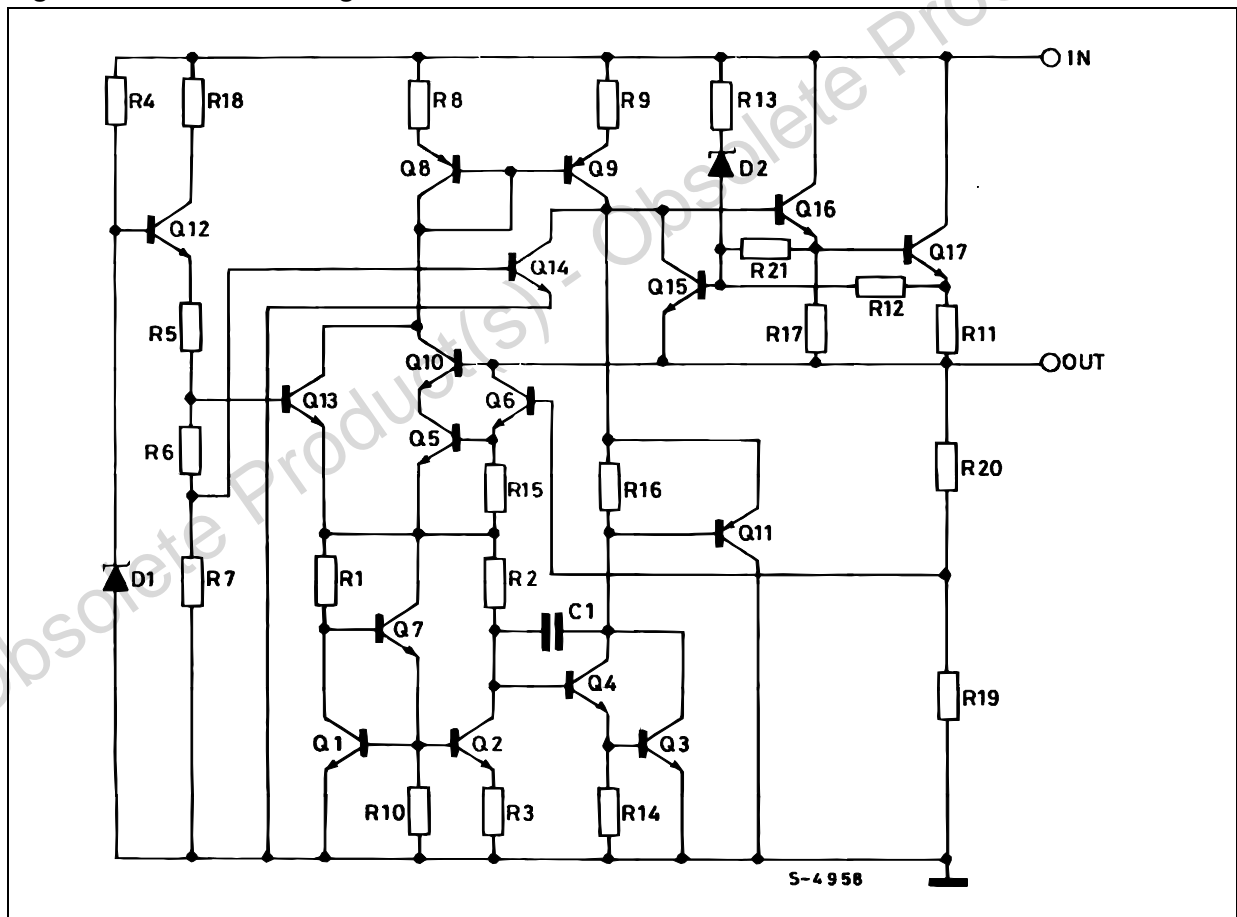 IN
R4
R18
R8
R9
R13
Q8
Q9
D2
Q16
Q12
Q17
Q14
R21
Q15
R12
R5
R17
R11
Q10
OUT
Q13
Q6
Q5
R6
R20
R15
R16
Q11
D1
R7
R1
R2
C1
Q7
Q4
R19
Q1
Q2
Q3
R10
R3
R14
S-4958
Obsolete Product(s) - Obsolete Pro